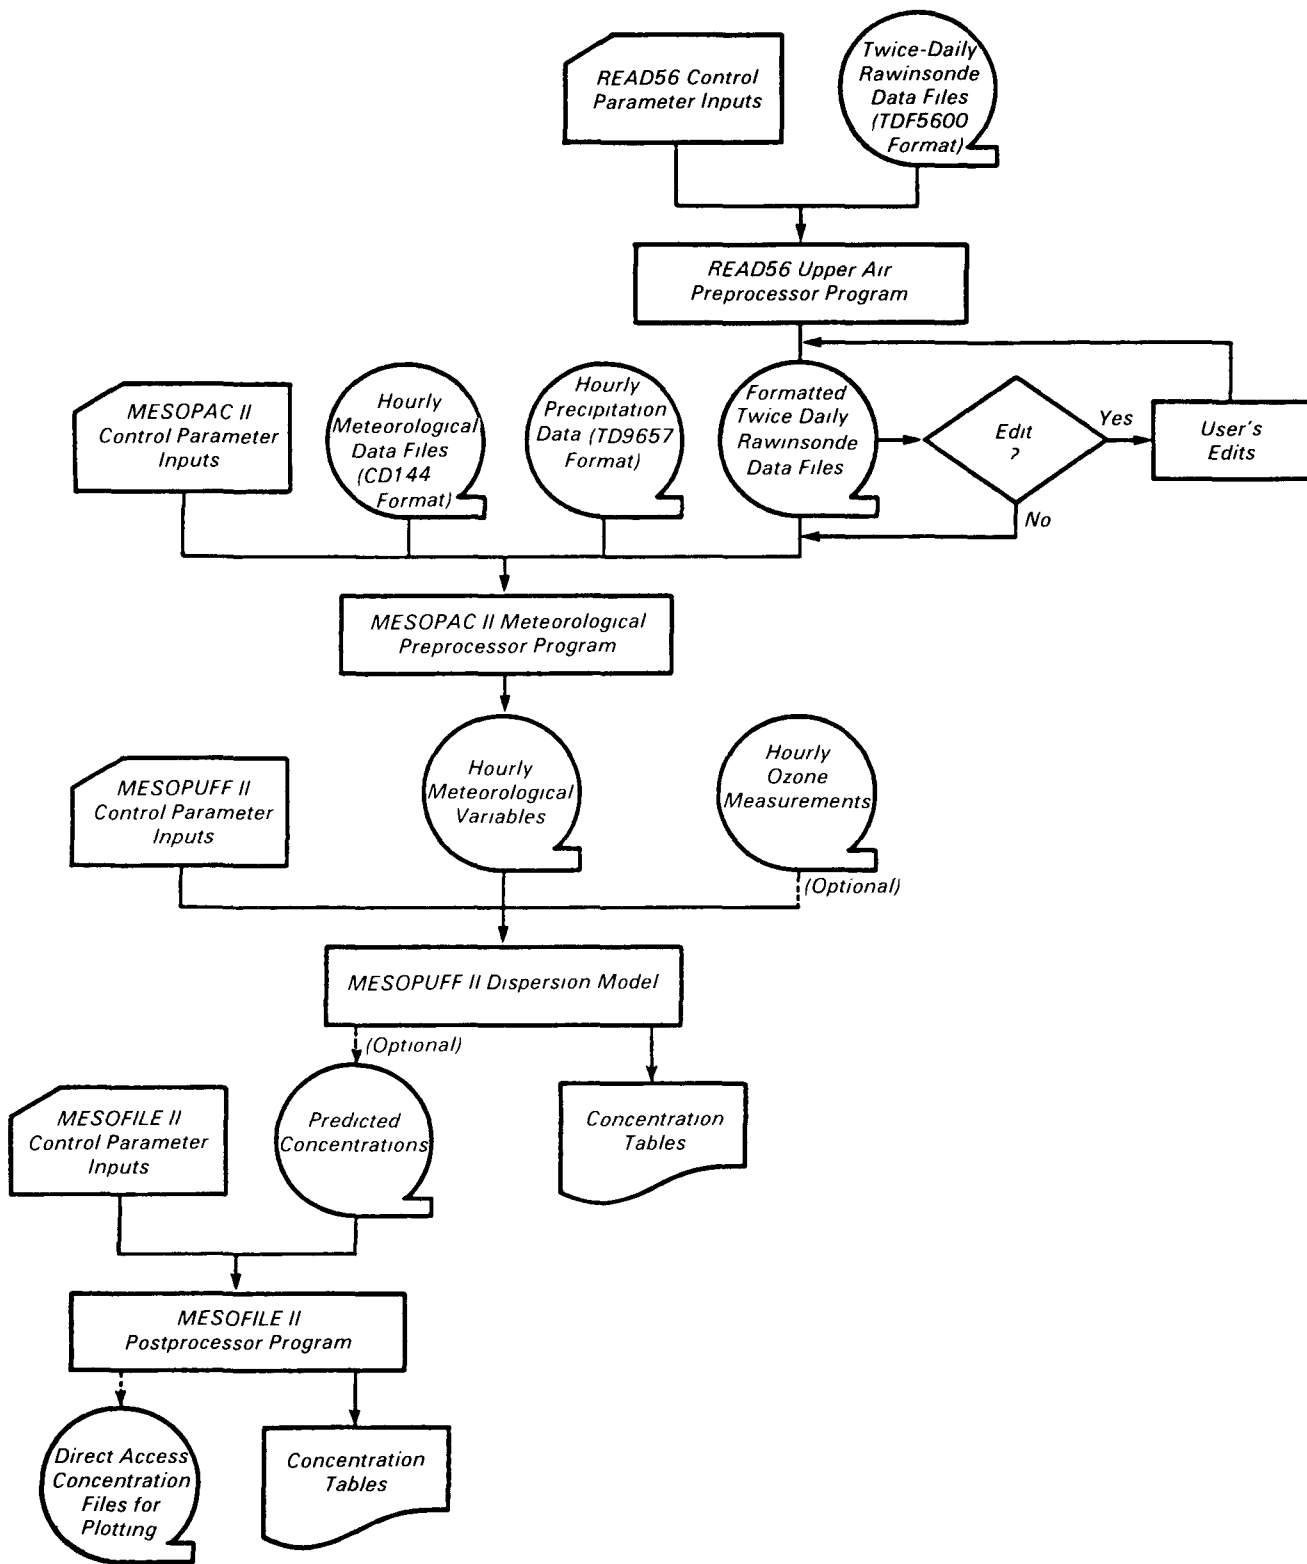 READ56 Control
Parameter Inputs
Twice-Daily
Rawinsonde
Data Files
(TDF5600
Format)
READ56 Upper Air
Preprocessor Program
MESOPAC II
Control Parameter
Inputs
Hourly
Meteorological
Data Files
(CD144
Format)
Hourly
Precipitation
Data (TD9657
Format)
Formatted
Twice Daily
Rawinsonde
Data Files
Edit
?
Yes
No
User's
Edits
MESOPAC II Meteorological
Preprocessor Program
MESOPUFF II
Control Parameter
Inputs
Hourly
Meteorological
Variables
Hourly
Ozone
Measurements
(Optional)
MESOPUFF II Dispersion Model
(Optional)
MESOFILE II
Control Parameter
Inputs
Predicted
Concentrations
Concentration
Tables
MESOFILE II
Postprocessor Program
Direct Access
Concentration
Files for
Plotting
Concentration
Tables